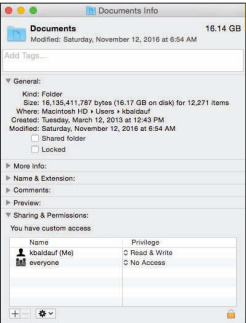 Documents Info
Documents 16.14 GB
Modified: Saturday, November 12, 2016 at 6:54 AM
Add Tags...
General:
Kind: Folder
Size: 16,135,411,787 bytes (16.17 GB on disk) for 12,271 items
Where: Macintosh HD ▸ Users ▸ kbaldauf
Created: Tuesday, March 12, 2013 at 12:43 PM
Modified: Saturday, November 12, 2016 at 6:54 AM
Shared folder
Locked
More Info:
Name & Extension:
Comments:
Preview:
Sharing & Permissions:
You have custom access
Name Privilege
kbaldauf (Me) Read & Write
everyone No Access